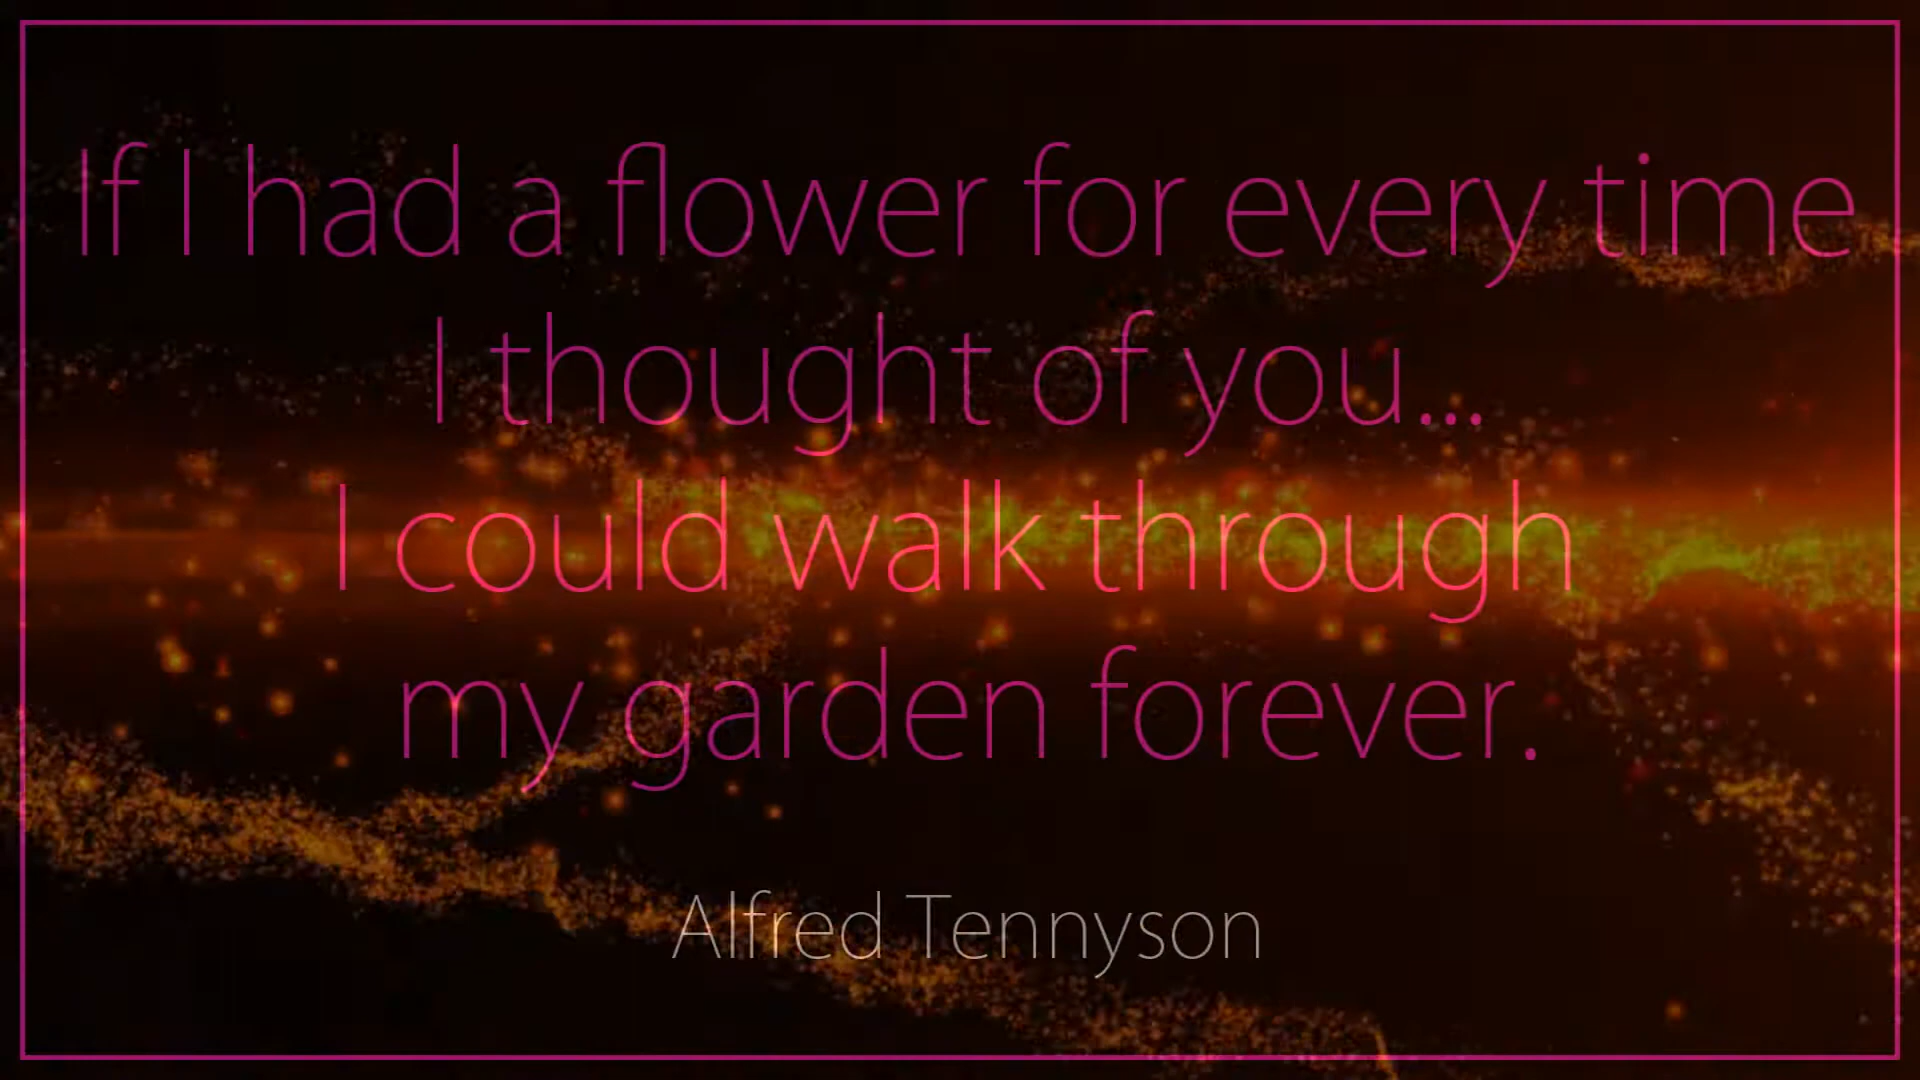 If I had a flower for every time
I thought of you...
I could walk through
my garden forever.
Alfred Tennyson